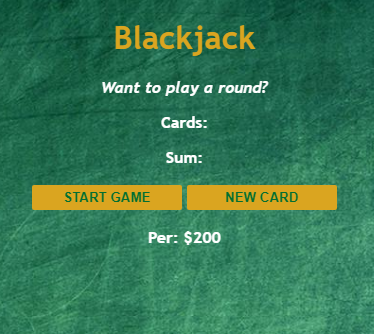 Blackjack
Want to play a round?
Cards:
Sum:
START GAME NEW CARD
Per: $200